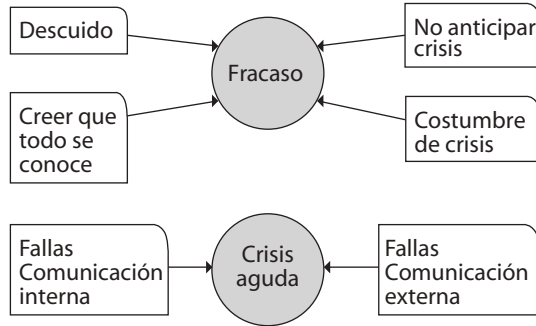 Descuido
No anticipar
crisis
Fracaso
Creer que
todo se
conoce
Costumbre
de crisis
Fallas
Comunicación
interna
Crisis
aguda
Fallas
Comunicación
externa